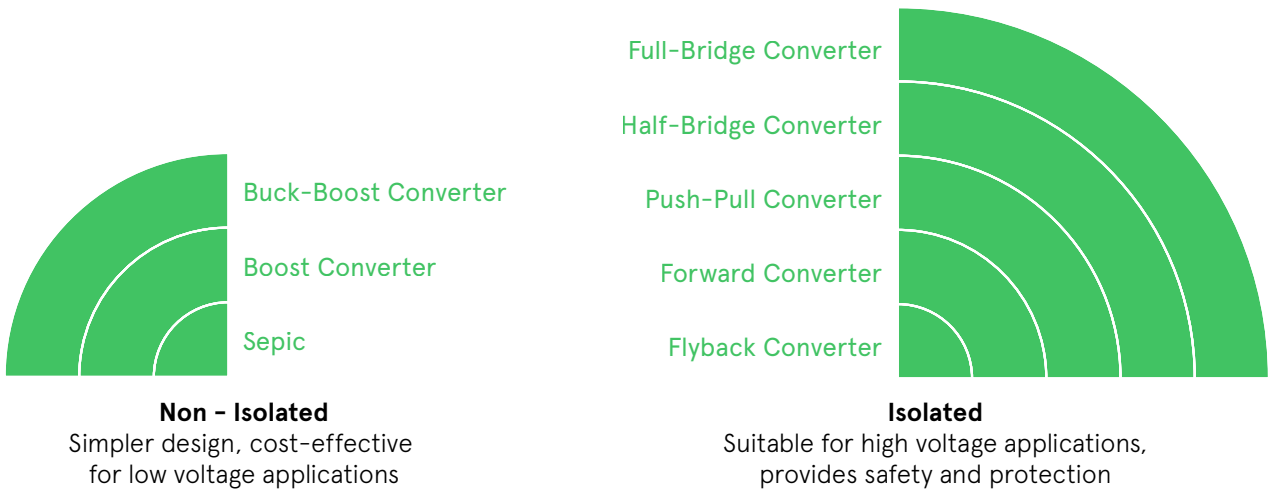 Buck-Boost Converter
Boost Converter
Sepic
Non - Isolated
Simpler design, cost-effective
for low voltage applications
Full-Bridge Converter
Half-Bridge Converter
Push-Pull Converter
Forward Converter
Flyback Converter
Isolated
Suitable for high voltage applications,
provides safety and protection